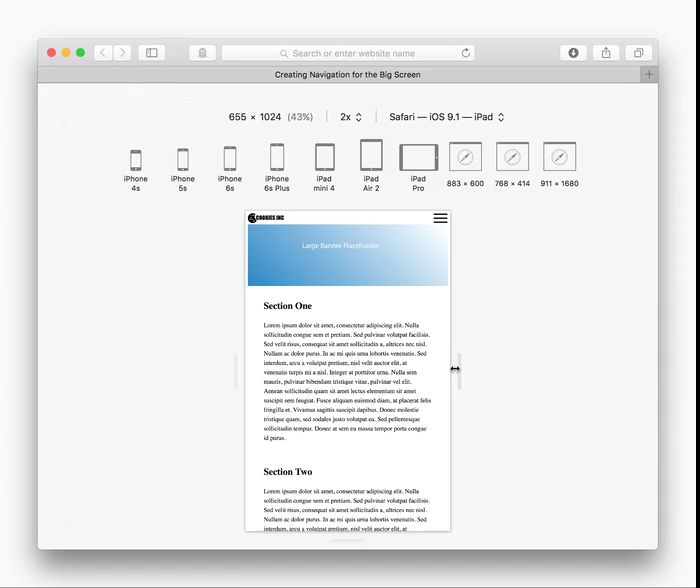 Search or enter website name
Creating Navigation for the Big Screen
+
655 × 1024 (43%)
2x
Safari — iOS 9.1 — iPad
iPhone
4s
iPhone
5s
iPhone
6s
iPhone
6s Plus
iPad
mini 4
iPad
Air 2
iPad
Pro
883 × 600
768 × 414
911 × 1680
COOKIES INC
Large Banner Placeholder
Section One
Lorem ipsum dolor sit amet, consectetur adipiscing elit. Nulla
sollicitudin congue sem et pretium. Sed pulvinar volutpat facilisis.
Sed velit risus, consequat sit amet sollicitudin a, ultrices nec nisl.
Nullam ac dolor purus. In ac mi quis urna lobortis venenatis. Sed
interdum, arcu a volutpat pretium, nisl velit auctor elit, et
venenatis turpis mi a nisl. Integer at porttitor urna. Nulla sem
mauris, pulvinar bibendum tristique vitae, pulvinar vel elit.
Aenean sollicitudin quam sit amet lectus elementum sit amet
suscipit sem feugiat. Fusce aliquam euismod diam, at placerat felis
fringilla et. Vivamus sagittis suscipit dapibus. Donec molestie
tristique quam, sed sodales justo volutpat eu. Sed pellentesque
sollicitudin tempus. Donec at sem eu massa tempor porta congue
id purus.
Section Two
Lorem ipsum dolor sit amet, consectetur adipiscing elit. Nulla
sollicitudin congue sem et pretium. Sed pulvinar volutpat facilisis.
Sed velit risus, consequat sit amet sollicitudin a, ultrices nec nisl.
Nullam ac dolor purus. In ac mi quis urna lobortis venenatis. Sed
interdum, arcu a volutpat pretium, nisl velit auctor elit, et